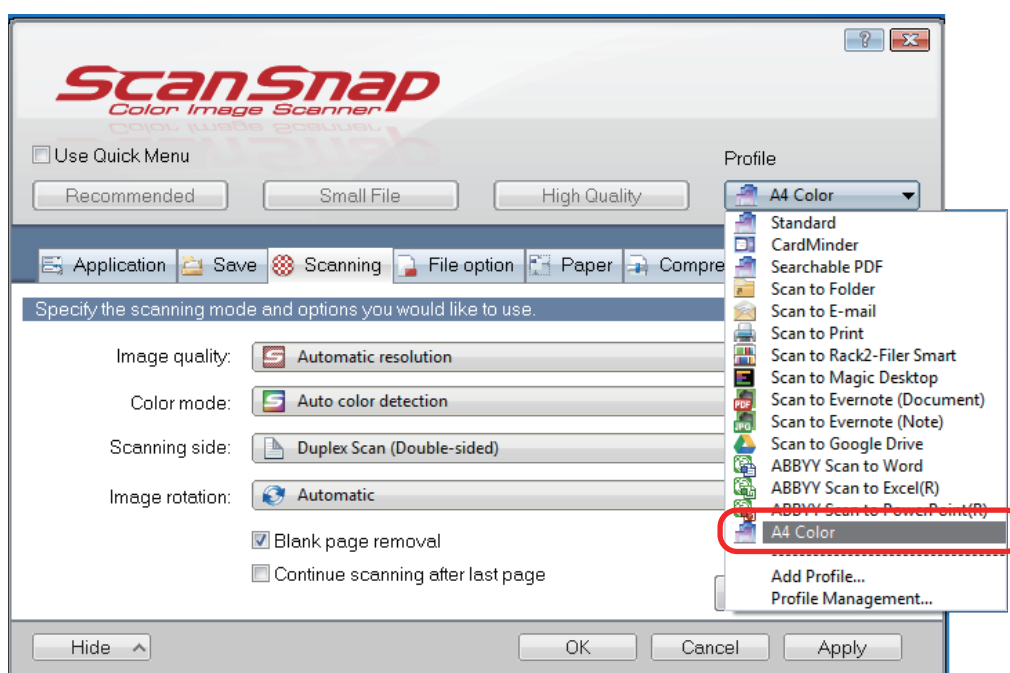 ScanSnap
Color Image Scanner
Use Quick Menu
Profile
Recommended
Small File
High Quality
A4 Color
Application
Save
Scanning
File option
Paper
Compre
Specify the scanning mode and options you would like to use.
Image quality:
Automatic resolution
Color mode:
Auto color detection
Scanning side:
Duplex Scan (Double-sided)
Image rotation:
Automatic
Blank page removal
Continue scanning after last page
Standard
CardMinder
Searchable PDF
Scan to Folder
Scan to E-mail
Scan to Print
Scan to Rack2-Filer Smart
Scan to Magic Desktop
Scan to Evernote (Document)
Scan to Evernote (Note)
Scan to Google Drive
ABBYY Scan to Word
ABBYY Scan to Excel(R)
ABBYY Scan to PowerPoint(R)
A4 Color
Add Profile...
Profile Management...
Hide
OK
Cancel
Apply